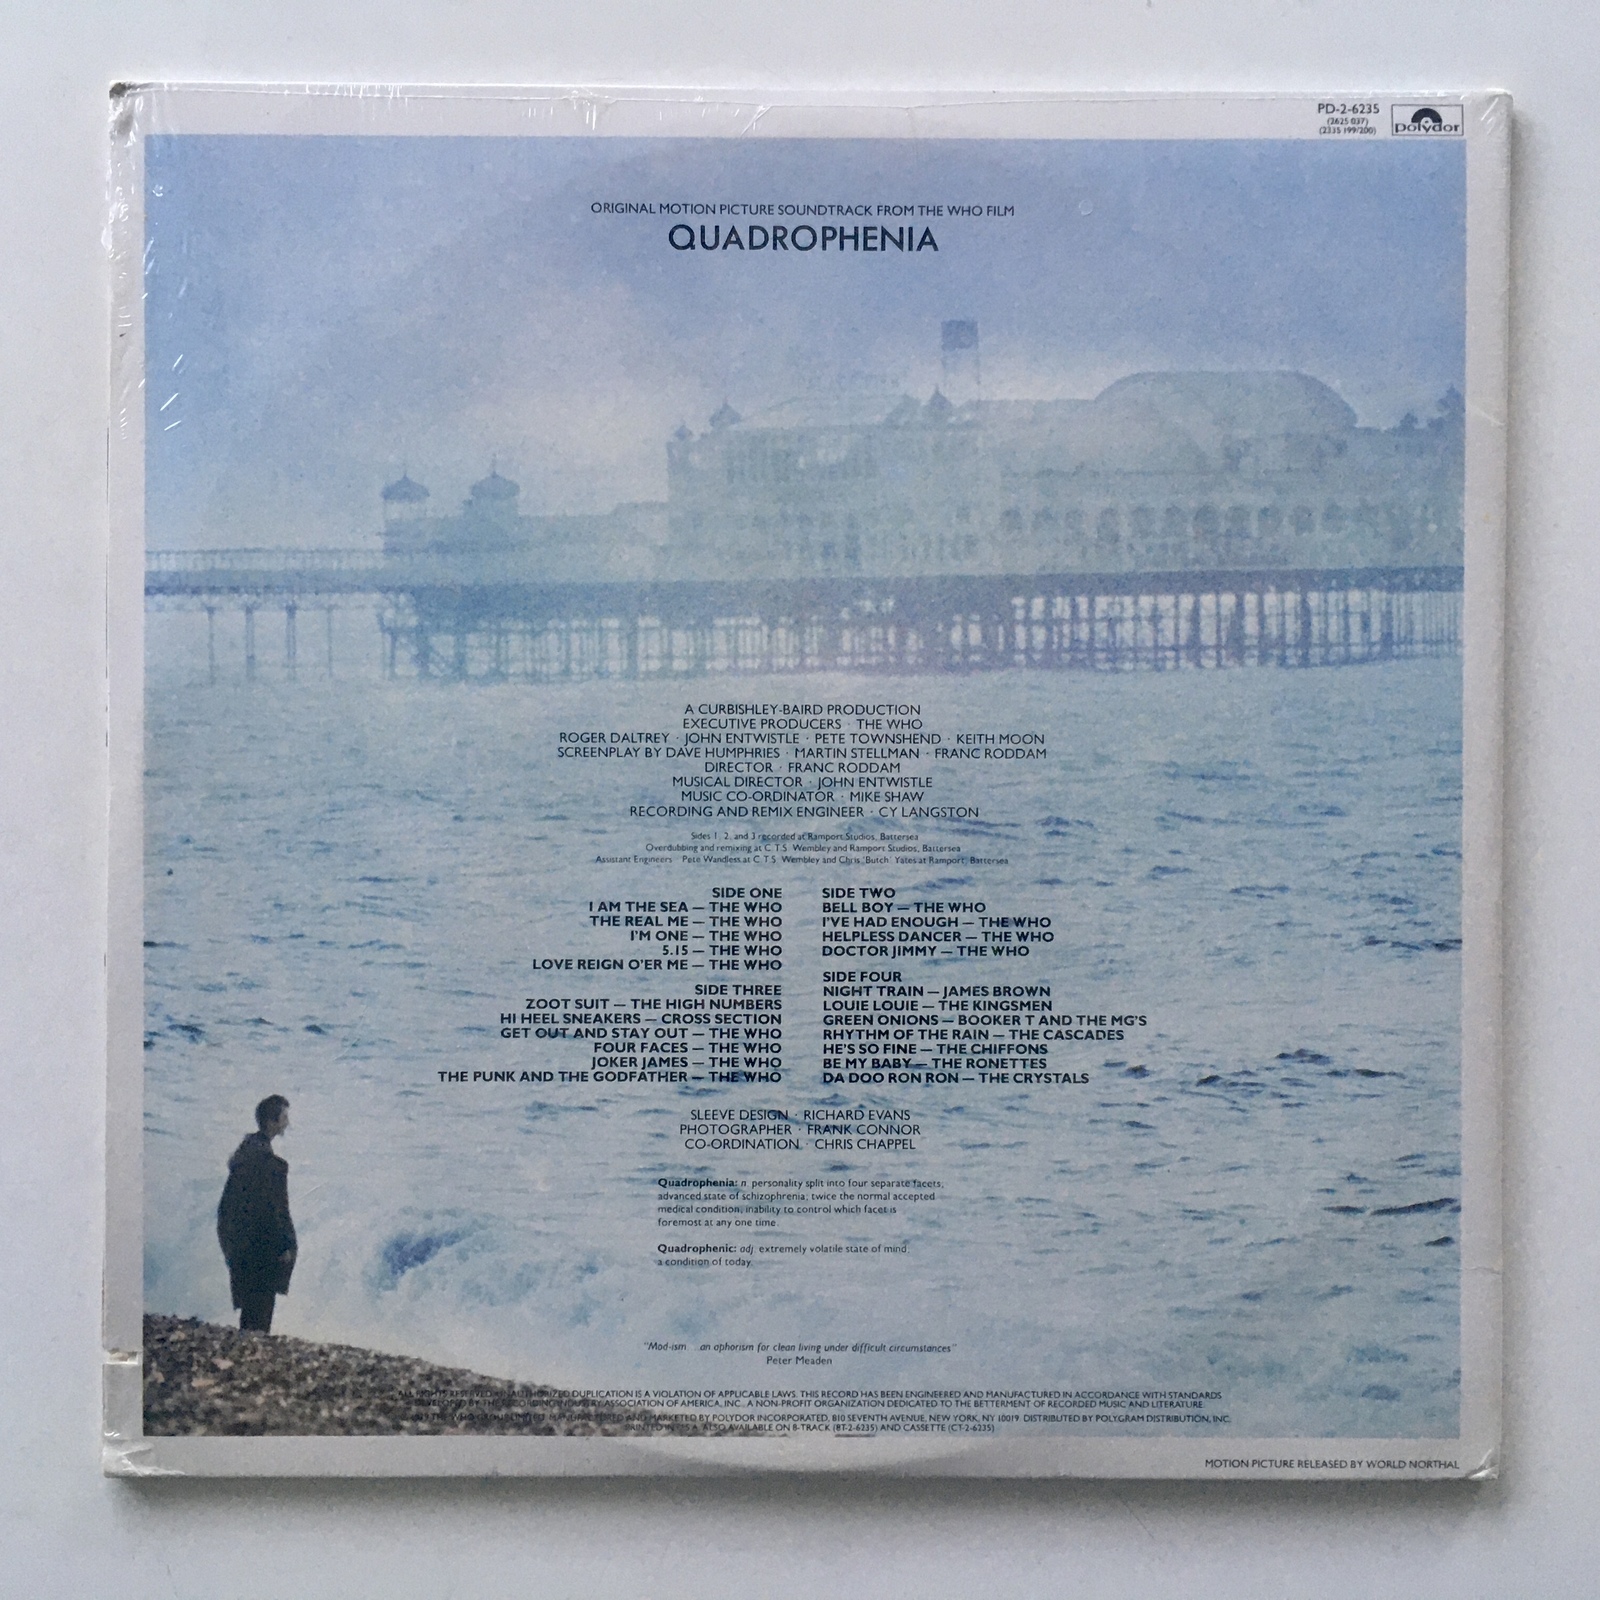 PD-2-6235
(2625 037)
(2335 199/200)
polydor
ORIGINAL MOTION PICTURE SOUNDTRACK FROM THE WHO FILM
QUADROPHENIA
A CURBISHLEY-BAIRD PRODUCTION
EXECUTIVE PRODUCERS · THE WHO
ROGER DALTREY · JOHN ENTWISTLE · PETE TOWNSHEND · KEITH MOON
SCREENPLAY BY DAVE HUMPHRIES · MARTIN STELLMAN · FRANC RODDAM
DIRECTOR · FRANC RODDAM
MUSICAL DIRECTOR · JOHN ENTWISTLE
MUSIC CO-ORDINATOR · MIKE SHAW
RECORDING AND REMIX ENGINEER · CY LANGSTON
Sides 1, 2, and 3 recorded at Ramport Studios, Battersea
Overdubbing and remixing at C.T.S. Wembley and Ramport Studios, Battersea
Assistant Engineers · Pete Wandless at C.T.S. Wembley and Chris 'Butch' Yates at Ramport, Battersea
SIDE ONE
I AM THE SEA — THE WHO
THE REAL ME — THE WHO
I'M ONE — THE WHO
5.15 — THE WHO
LOVE REIGN O'ER ME — THE WHO
SIDE TWO
BELL BOY — THE WHO
I'VE HAD ENOUGH — THE WHO
HELPLESS DANCER — THE WHO
DOCTOR JIMMY — THE WHO
SIDE THREE
ZOOT SUIT — THE HIGH NUMBERS
HI HEEL SNEAKERS — CROSS SECTION
GET OUT AND STAY OUT — THE WHO
FOUR FACES — THE WHO
JOKER JAMES — THE WHO
THE PUNK AND THE GODFATHER — THE WHO
SIDE FOUR
NIGHT TRAIN — JAMES BROWN
LOUIE LOUIE — THE KINGSMEN
GREEN ONIONS — BOOKER T AND THE MG'S
RHYTHM OF THE RAIN — THE CASCADES
HE'S SO FINE — THE CHIFFONS
BE MY BABY — THE RONETTES
DA DOO RON RON — THE CRYSTALS
SLEEVE DESIGN · RICHARD EVANS
PHOTOGRAPHER · FRANK CONNOR
CO-ORDINATION · CHRIS CHAPPEL
Quadrophenia: n. personality split into four separate facets;
advanced state of schizophrenia; twice the normal accepted
medical condition; inability to control which facet is
foremost at any one time.
Quadrophenic: adj. extremely volatile state of mind;
a condition of today.
"Mod-ism ...an aphorism for clean living under difficult circumstances"
Peter Meaden
ALL RIGHTS RESERVED. UNAUTHORIZED DUPLICATION IS A VIOLATION OF APPLICABLE LAWS. THIS RECORD HAS BEEN ENGINEERED AND MANUFACTURED IN ACCORDANCE WITH STANDARDS
DEVELOPED BY THE RECORDING INDUSTRY ASSOCIATION OF AMERICA, INC., A NON-PROFIT ORGANIZATION DEDICATED TO THE BETTERMENT OF RECORDED MUSIC AND LITERATURE.
THE WHO GROUP LIMITED. MANUFACTURED AND MARKETED BY POLYDOR INCORPORATED, 810 SEVENTH AVENUE, NEW YORK, NY 10019. DISTRIBUTED BY POLYGRAM DISTRIBUTION, INC.
PRINTED IN U.S.A. ALSO AVAILABLE ON 8-TRACK (8T-2-6235) AND CASSETTE (CT-2-6235)
MOTION PICTURE RELEASED BY WORLD NORTHAL